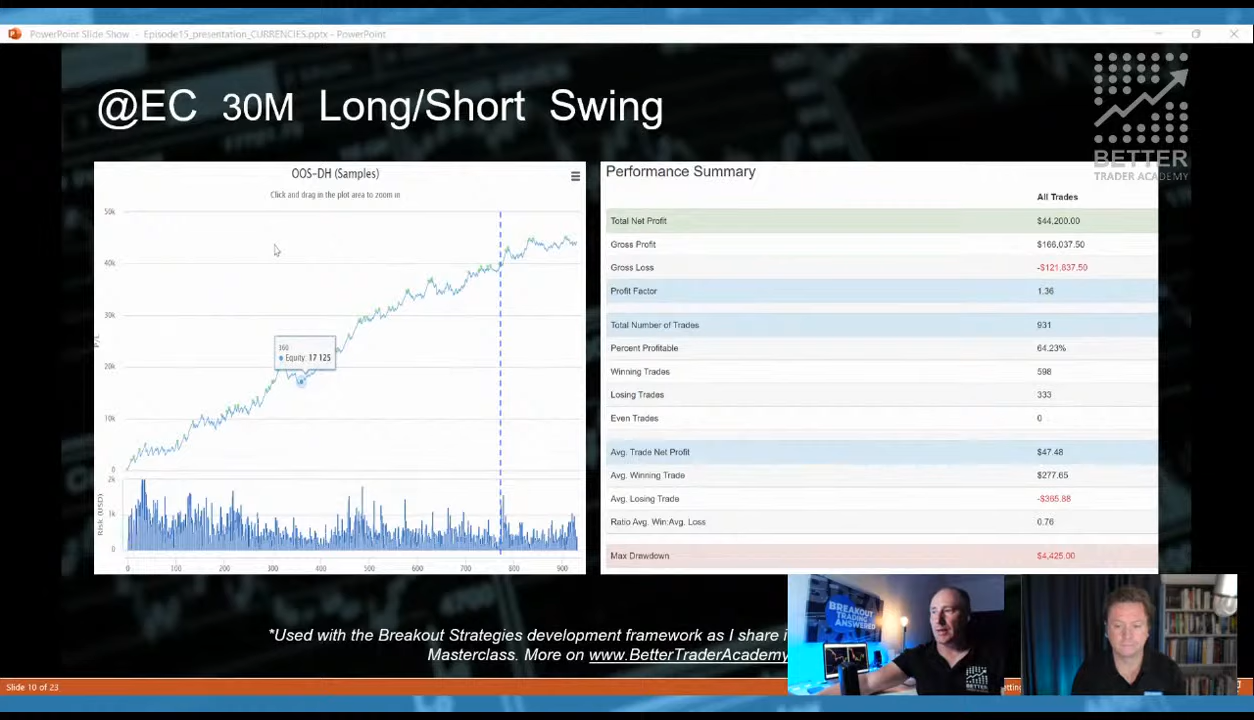 PowerPoint Slide Show - Episode15_presentation_CURRENCIES.pptx - PowerPoint
@EC 30M Long/Short Swing
BETTER
TRADER ACADEMY
OOS-DH (Samples)
Click and drag in the plot area to zoom in
50k
40k
30k
20k
10k
0
P/L
360
Equity: 17 125
2k
1k
0
Risk (USD)
0 100 200 300 400 500 600 700 800 900
Performance Summary
All Trades
Total Net Profit $44,200.00
Gross Profit $166,037.50
Gross Loss -$121,837.50
Profit Factor 1.36
Total Number of Trades 931
Percent Profitable 64.23%
Winning Trades 598
Losing Trades 333
Even Trades 0
Avg. Trade Net Profit $47.48
Avg. Winning Trade $277.65
Avg. Losing Trade -$365.88
Ratio Avg. Win:Avg. Loss 0.76
Max Drawdown $4,425.00
*Used with the Breakout Strategies development framework as I share
Masterclass. More on www.BetterTraderAcademy
BREAKOUT
TRADING
ANSWERED
BETTER
Slide 10 of 23